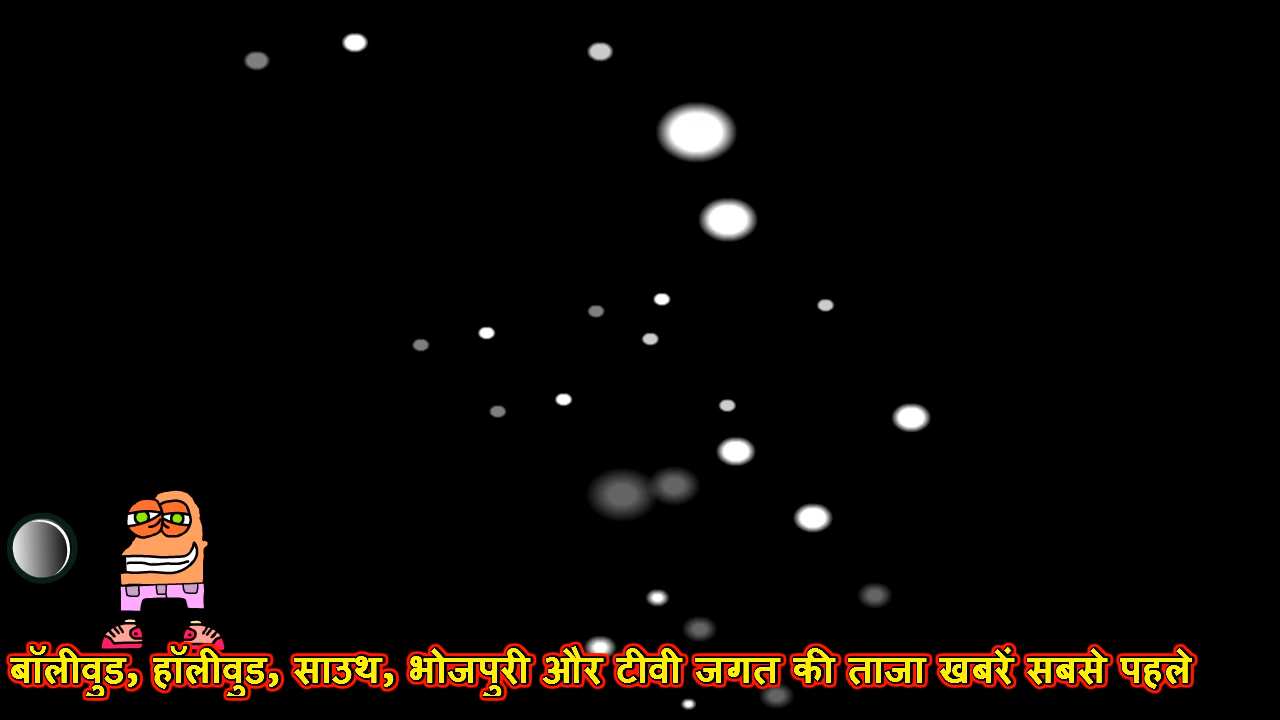 बॉलीवुड, हॉलीवुड, साउथ, भोजपुरी और टीवी जगत की ताजा खबरें सबसे पहले